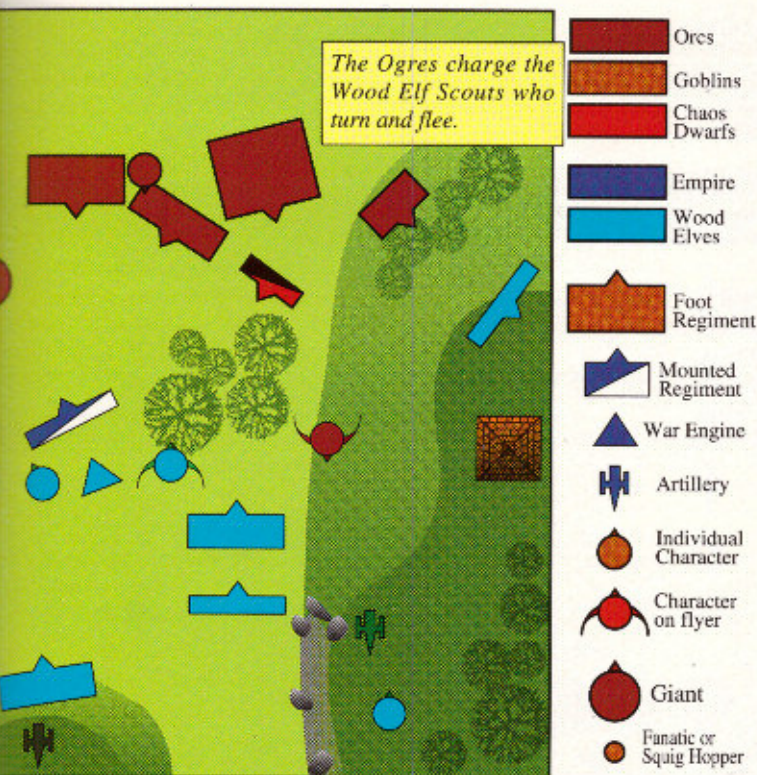 The Ogres charge the
Wood Elf Scouts who
turn and flee.
Orcs
Goblins
Chaos
Dwarfs
Empire
Wood
Elves
Foot
Regiment
Mounted
Regiment
War Engine
Artillery
Individual
Character
Character
on flyer
Giant
Fanatic or
Squig Hopper